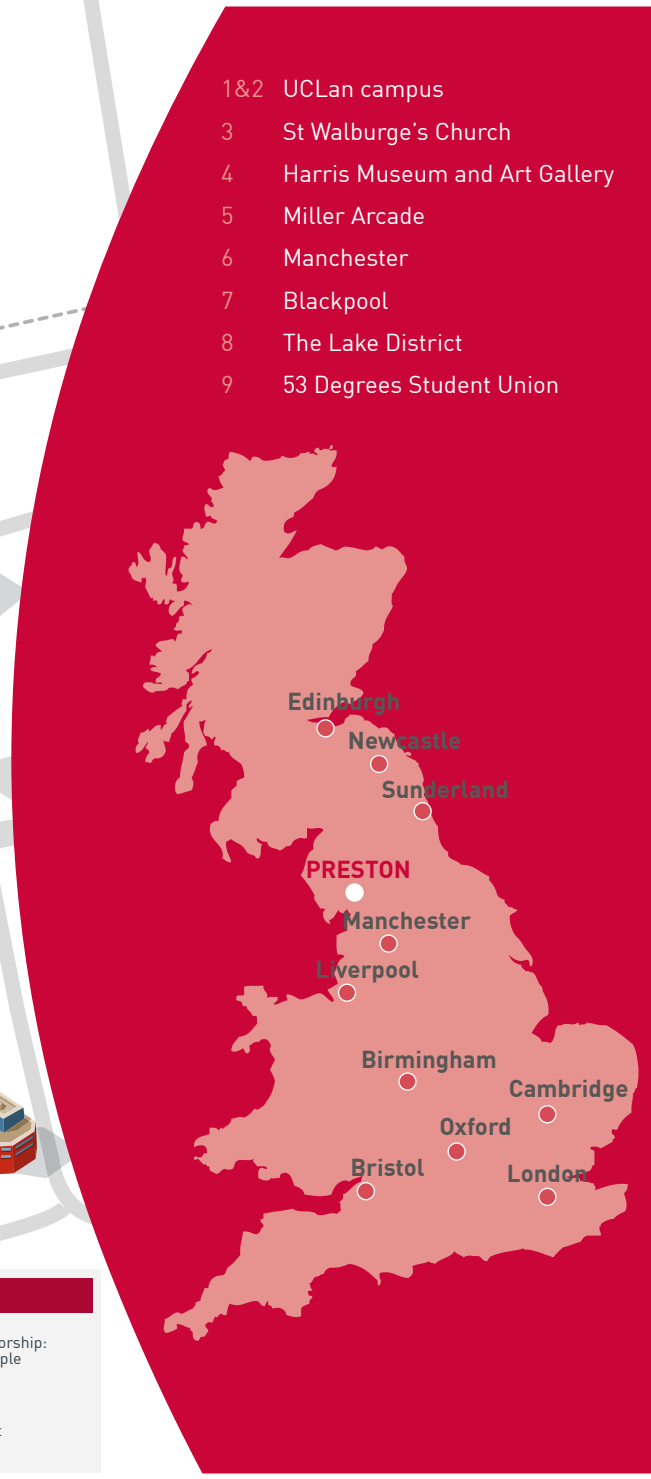 1&2 UCLan campus
3 St Walburge's Church
4 Harris Museum and Art Gallery
5 Miller Arcade
6 Manchester
7 Blackpool
8 The Lake District
9 53 Degrees Student Union
Edinburgh
Newcastle
Sunderland
PRESTON
Manchester
Liverpool
Birmingham
Cambridge
Oxford
Bristol
London
orship:
ple